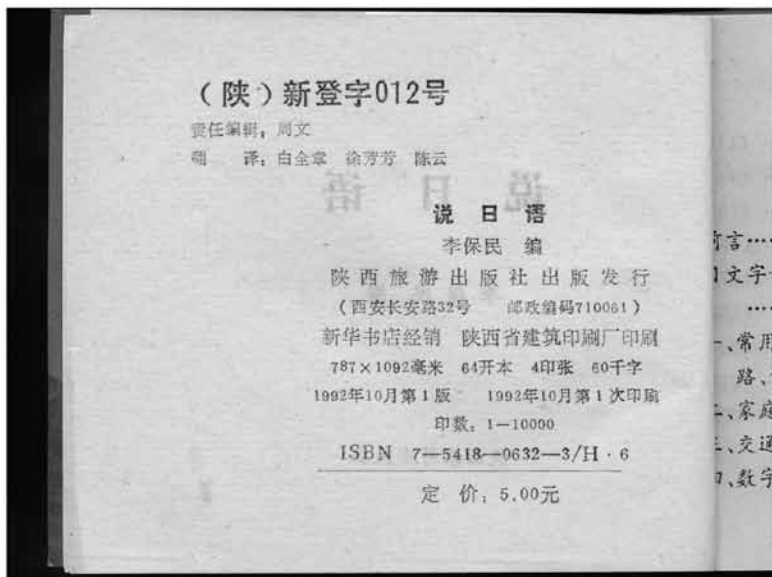 (陕)新登字012号
责任编辑：周文
翻 译：白全章 徐芳芳 陈云
说 日 语
李保民 编
陕西旅游出版社出版发行
(西安长安路32号 邮政编码710061)
新华书店经销 陕西省建筑印刷厂印刷
787×1092毫米 64开本 4印张 60千字
1992年10月第1版 1992年10月第1次印刷
印数：1—10000
ISBN 7—5418—0632—3/H·6
定 价：5.00元
言……
文字
……
一、常用
路、
二、家庭
三、交通
、数字